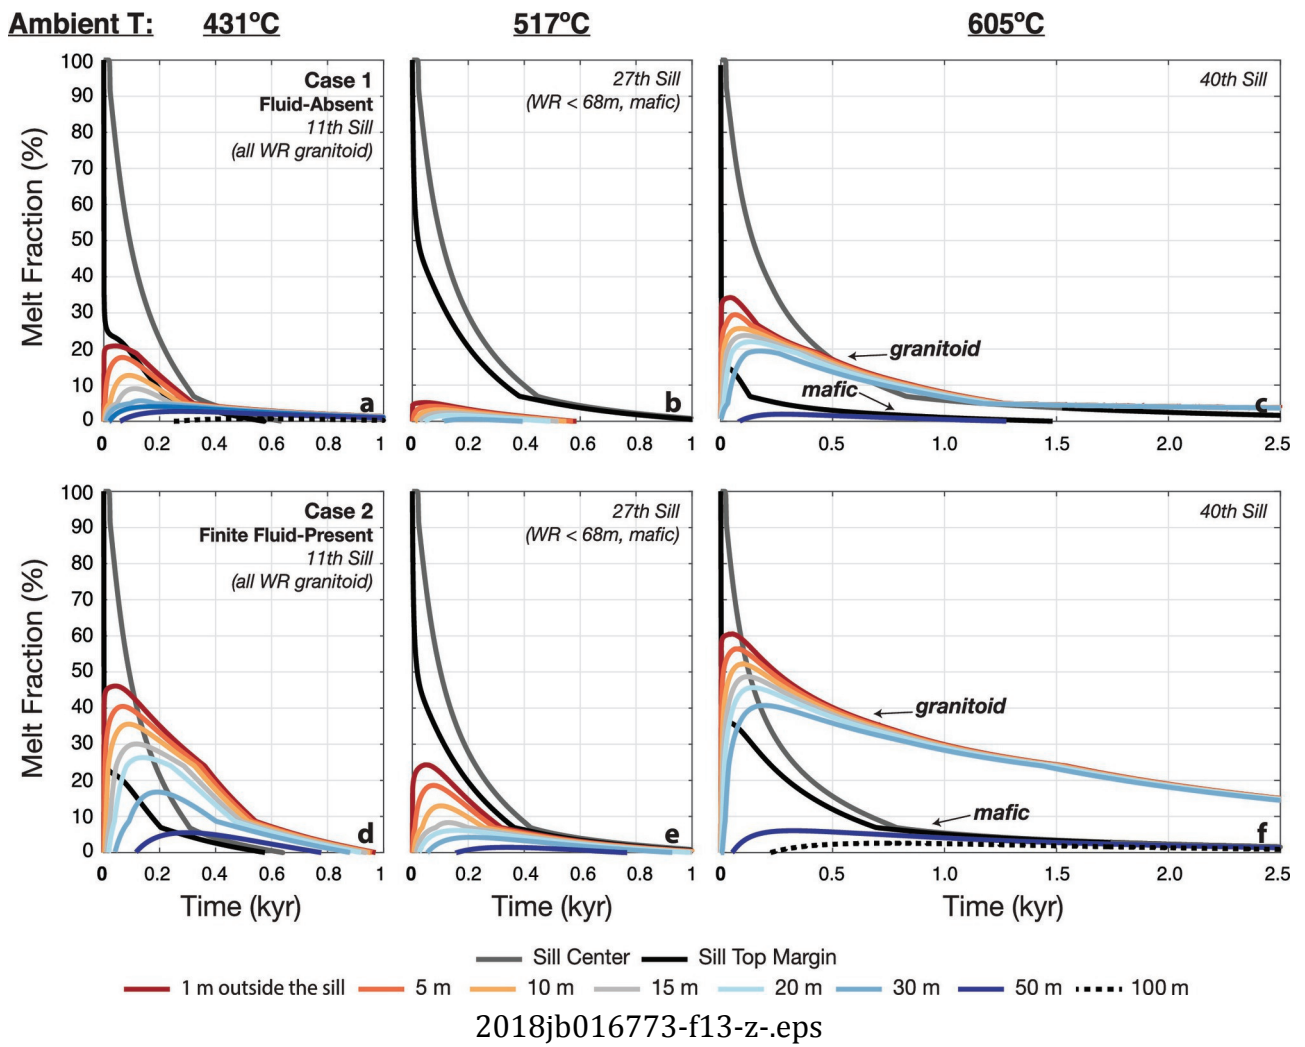 Ambient T: 431ºC 517ºC 605ºC
100 90 80 70 60 50 40 30 20 10 0
Melt Fraction (%)
Case 1
Fluid-Absent
11th Sill
(all WR granitoid)
a
0 0.2 0.4 0.6 0.8 1
27th Sill
(WR < 68m, mafic)
b
0 0.2 0.4 0.6 0.8 1
40th Sill
granitoid
mafic
c
0 0.5 1.0 1.5 2.0 2.5
100 90 80 70 60 50 40 30 20 10 0
Melt Fraction (%)
Case 2
Finite Fluid-Present
11th Sill
(all WR granitoid)
d
0 0.2 0.4 0.6 0.8 1
Time (kyr)
27th Sill
(WR < 68m, mafic)
e
0 0.2 0.4 0.6 0.8 1
Time (kyr)
40th Sill
granitoid
mafic
f
0 0.5 1.0 1.5 2.0 2.5
Time (kyr)
Sill Center Sill Top Margin
1 m outside the sill 5 m 10 m 15 m 20 m 30 m 50 m 100 m
2018jb016773-f13-z-.eps